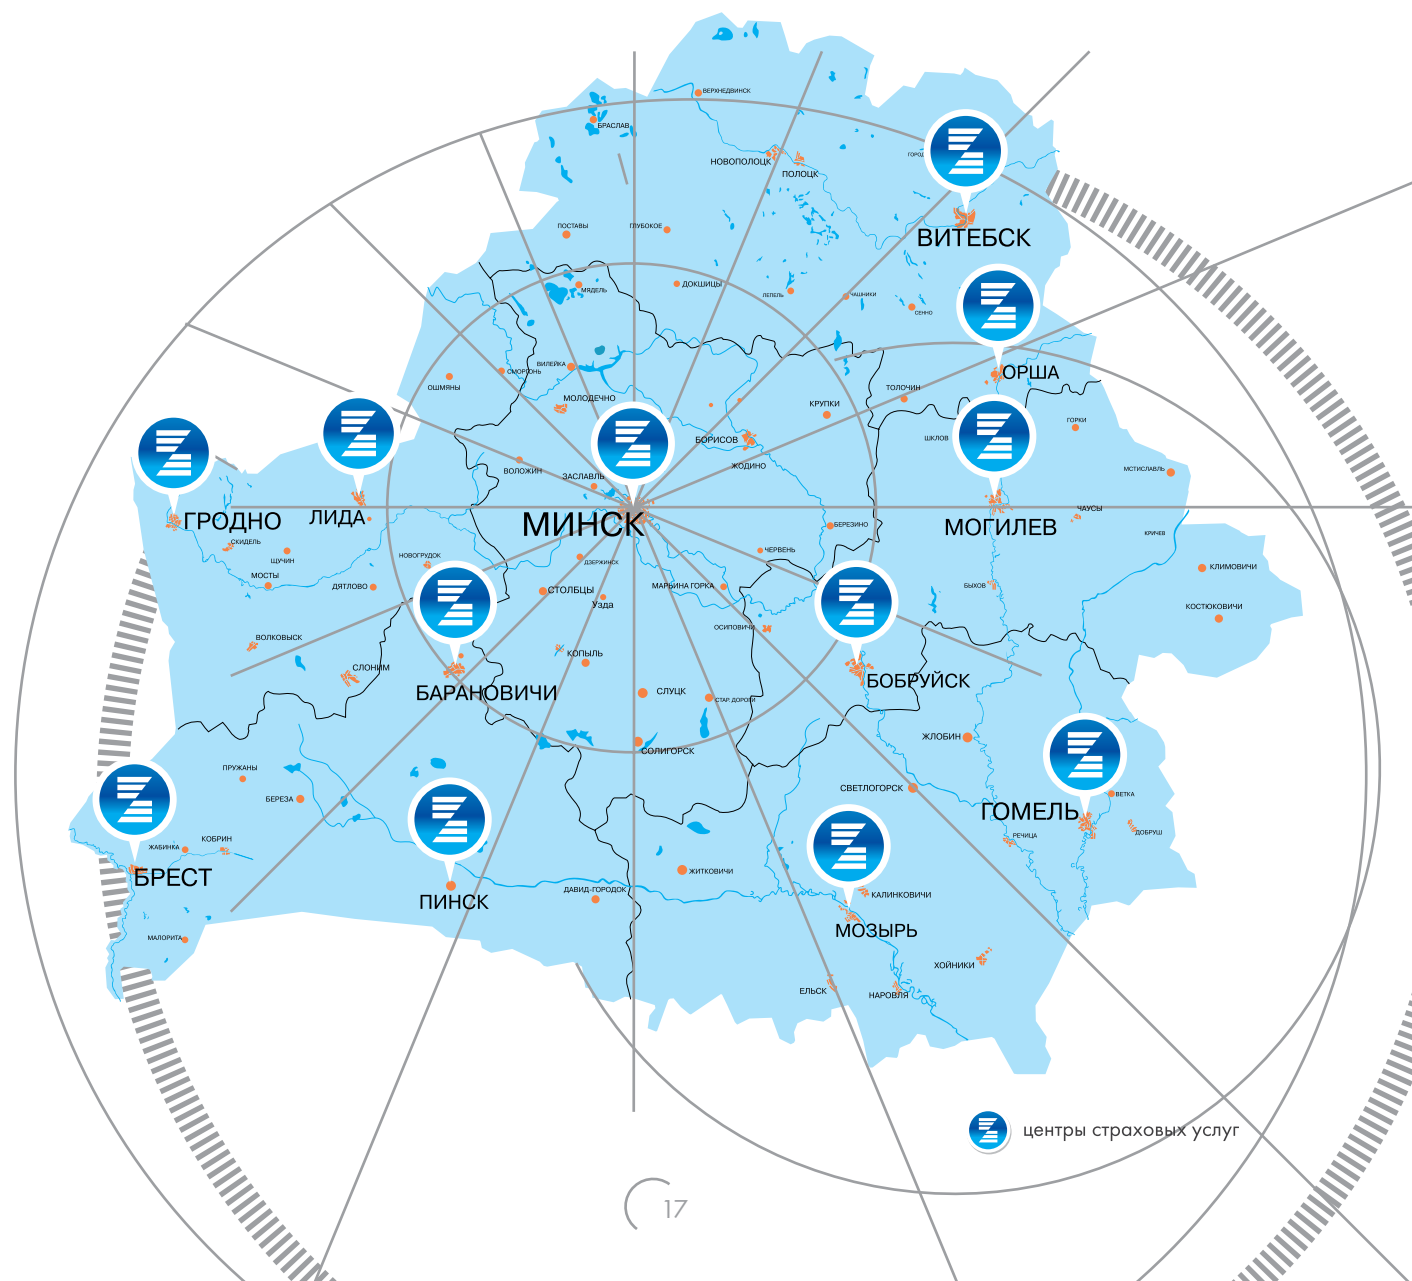 ВЕРХНЕДВИНСК
БРАСЛАВ
НОВОПОЛОЦК
ПОЛОЦК
ГОРОД
ПОСТАВЫ
ГЛУБОКОЕ
ВИТЕБСК
МЯДЕЛЬ
ДОКШИЦЫ
ЛЕПЕЛЬ
ЧАШНИКИ
СЕННО
ВИЛЕЙКА
СМОРГОНЬ
ОШМЯНЫ
ОРША
ТОЛОЧИН
МОЛОДЕЧНО
КРУПКИ
ГОРКИ
БОРИСОВ
ШКЛОВ
ЖОДИНО
ВОЛОЖИН
МСТИСЛАВЛЬ
ЗАСЛАВЛЬ
ЧАУСЫ
ГРОДНО
ЛИДА
МИНСК
МОГИЛЕВ
БЕРЕЗИНО
КРИЧЕВ
СКИДЕЛЬ
ЩУЧИН
НОВОГРУДОК
ДЗЕРЖИНСК
ЧЕРВЕНЬ
КЛИМОВИЧИ
МОСТЫ
ДЯТЛОВО
СТОЛБЦЫ
МАРЬИНА ГОРКА
БЫХОВ
Узда
КОСТЮКОВИЧИ
ОСИПОВИЧИ
ВОЛКОВЫСК
КОПЫЛЬ
СЛОНИМ
БАРАНОВИЧИ
СЛУЦК
СТАР. ДОРОГИ
БОБРУЙСК
ЖЛОБИН
СОЛИГОРСК
ПРУЖАНЫ
БЕРЕЗА
СВЕТЛОГОРСК
ВЕТКА
ГОМЕЛЬ
ДОБРУШ
РЕЧИЦА
КОБРИН
ЖАБИНКА
БРЕСТ
ЖИТКОВИЧИ
ДАВИД-ГОРОДОК
КАЛИНКОВИЧИ
ПИНСК
МОЗЫРЬ
МАЛОРИТА
ХОЙНИКИ
ЕЛЬСК
НАРОВЛЯ
центры страховых услуг
17